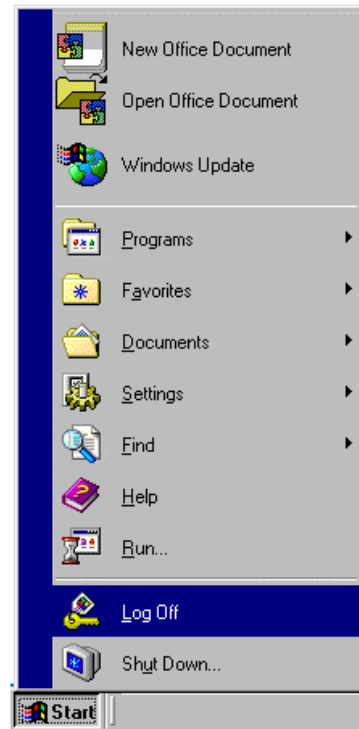 New Office Document
Open Office Document
Windows Update
Programs
Favorites
Documents
Settings
Find
Help
Run...
Log Off
Shut Down...
Start